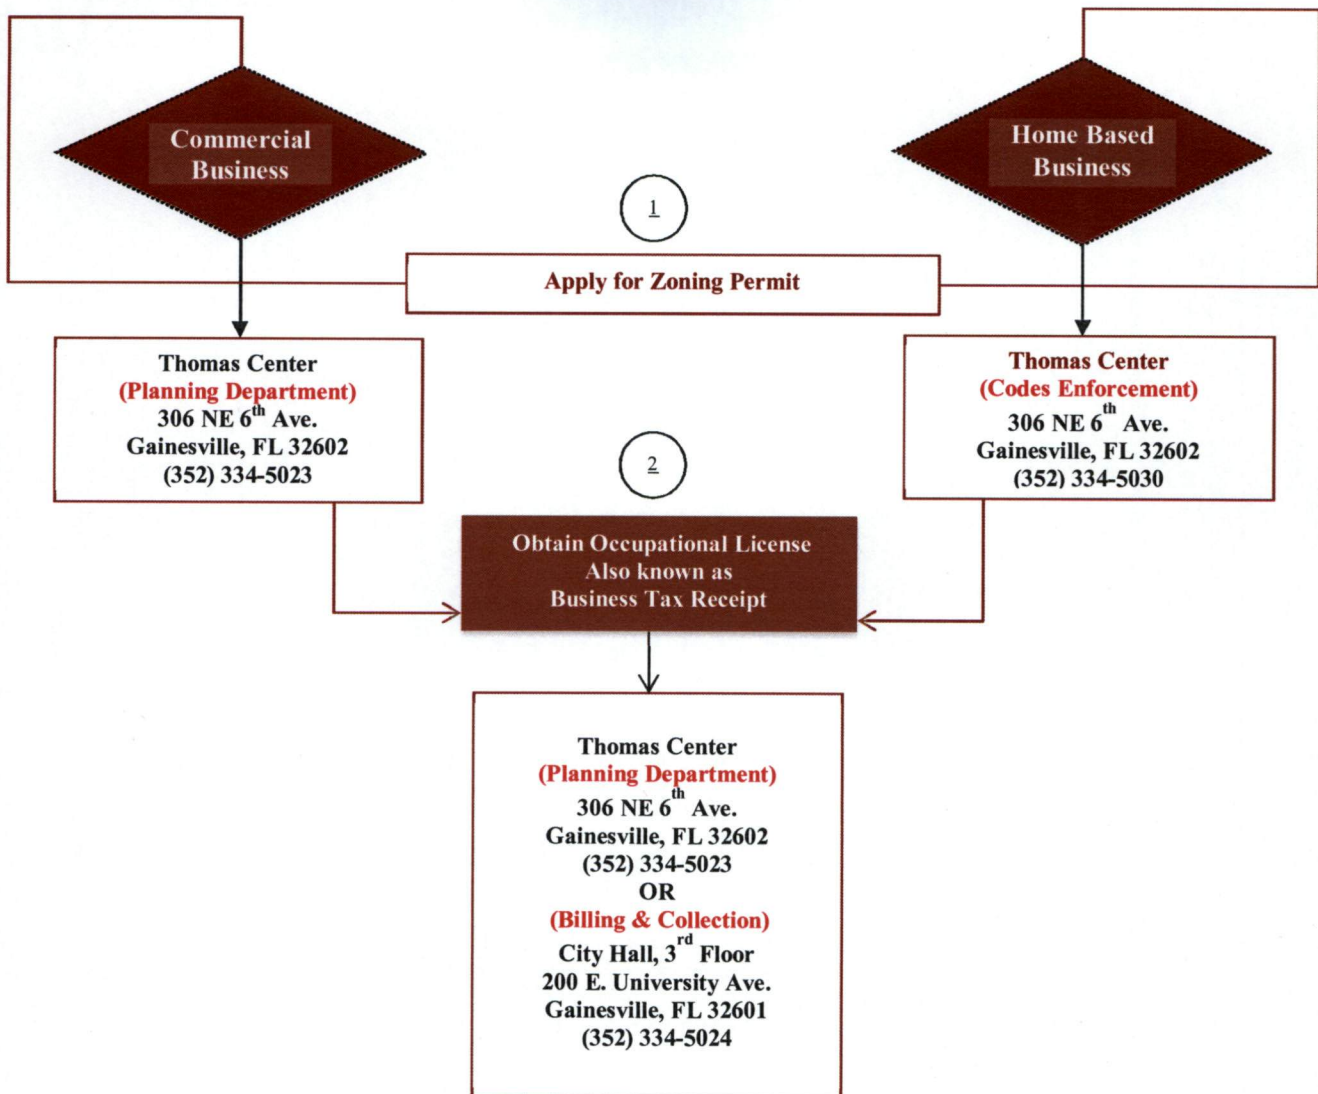 Commercial
Business
Home Based
Business
1
Apply for Zoning Permit
Thomas Center
(Planning Department)
306 NE 6th Ave.
Gainesville, FL 32602
(352) 334-5023
Thomas Center
(Codes Enforcement)
306 NE 6th Ave.
Gainesville, FL 32602
(352) 334-5030
2
Obtain Occupational License
Also known as
Business Tax Receipt
Thomas Center
(Planning Department)
306 NE 6th Ave.
Gainesville, FL 32602
(352) 334-5023
OR
(Billing & Collection)
City Hall, 3rd Floor
200 E. University Ave.
Gainesville, FL 32601
(352) 334-5024